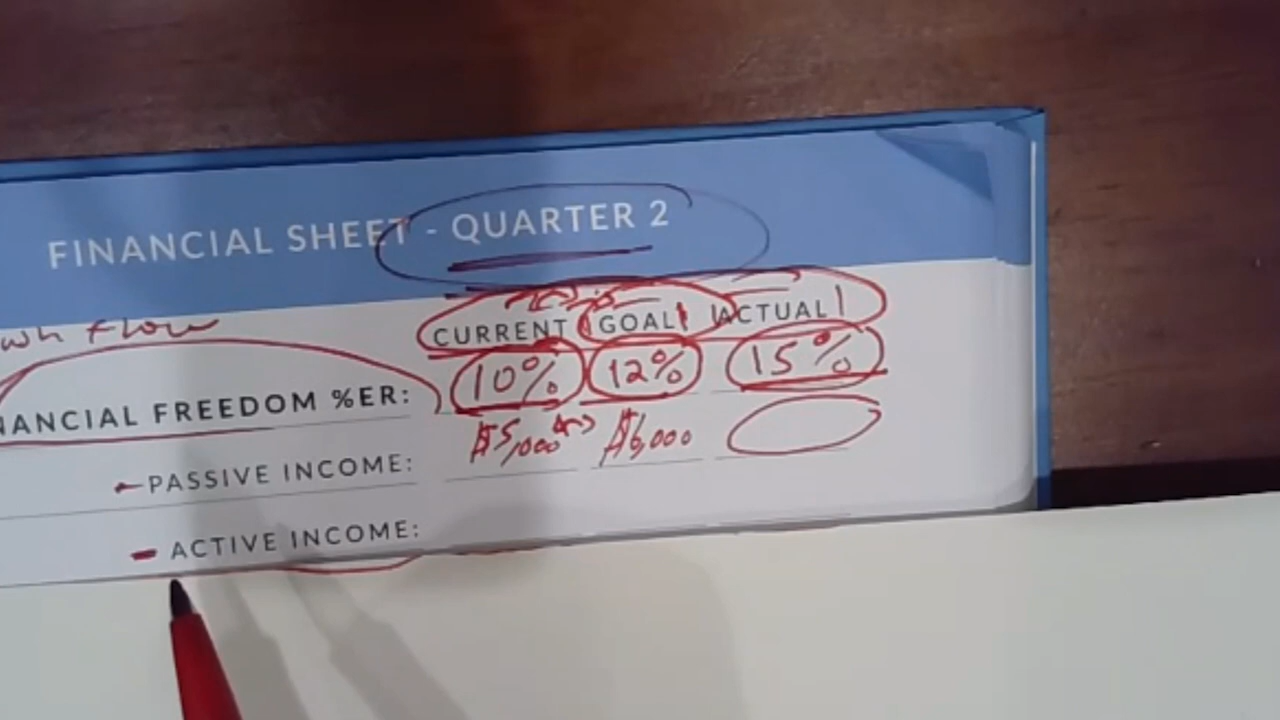 FINANCIAL SHEET - QUARTER 2
flow
CURRENT GOAL ACTUAL
NANCIAL FREEDOM %ER: 10% 12% 15%
PASSIVE INCOME: $5,000 $6,000
ACTIVE INCOME: